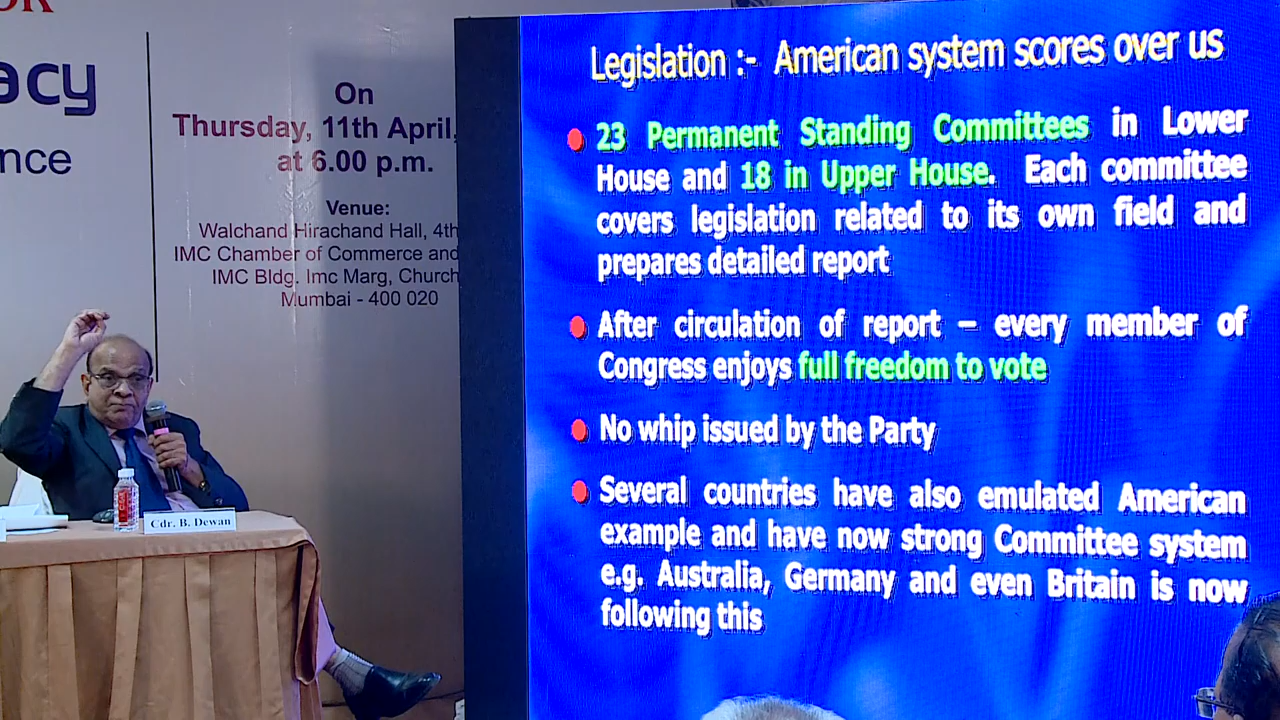 On
Thursday, 11th April,
at 6.00 p.m.
Venue:
Walchand Hirachand Hall, 4th
IMC Chamber of Commerce and
IMC Bldg. Imc Marg, Church
Mumbai - 400 020
Cdr. B. Dewan
Legislation :- American system scores over us
23 Permanent Standing Committees in Lower
House and 18 in Upper House. Each committee
covers legislation related to its own field and
prepares detailed report
After circulation of report – every member of
Congress enjoys full freedom to vote
No whip issued by the Party
Several countries have also emulated American
example and have now strong Committee system
e.g. Australia, Germany and even Britain is now
following this